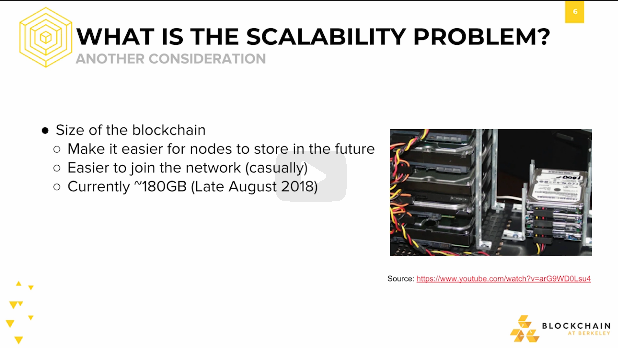 6
WHAT IS THE SCALABILITY PROBLEM?
ANOTHER CONSIDERATION
● Size of the blockchain
○ Make it easier for nodes to store in the future
○ Easier to join the network (casually)
○ Currently ~180GB (Late August 2018)
Source: https://www.youtube.com/watch?v=arG9WD0Lsu4
BLOCKCHAIN
AT BERKELEY